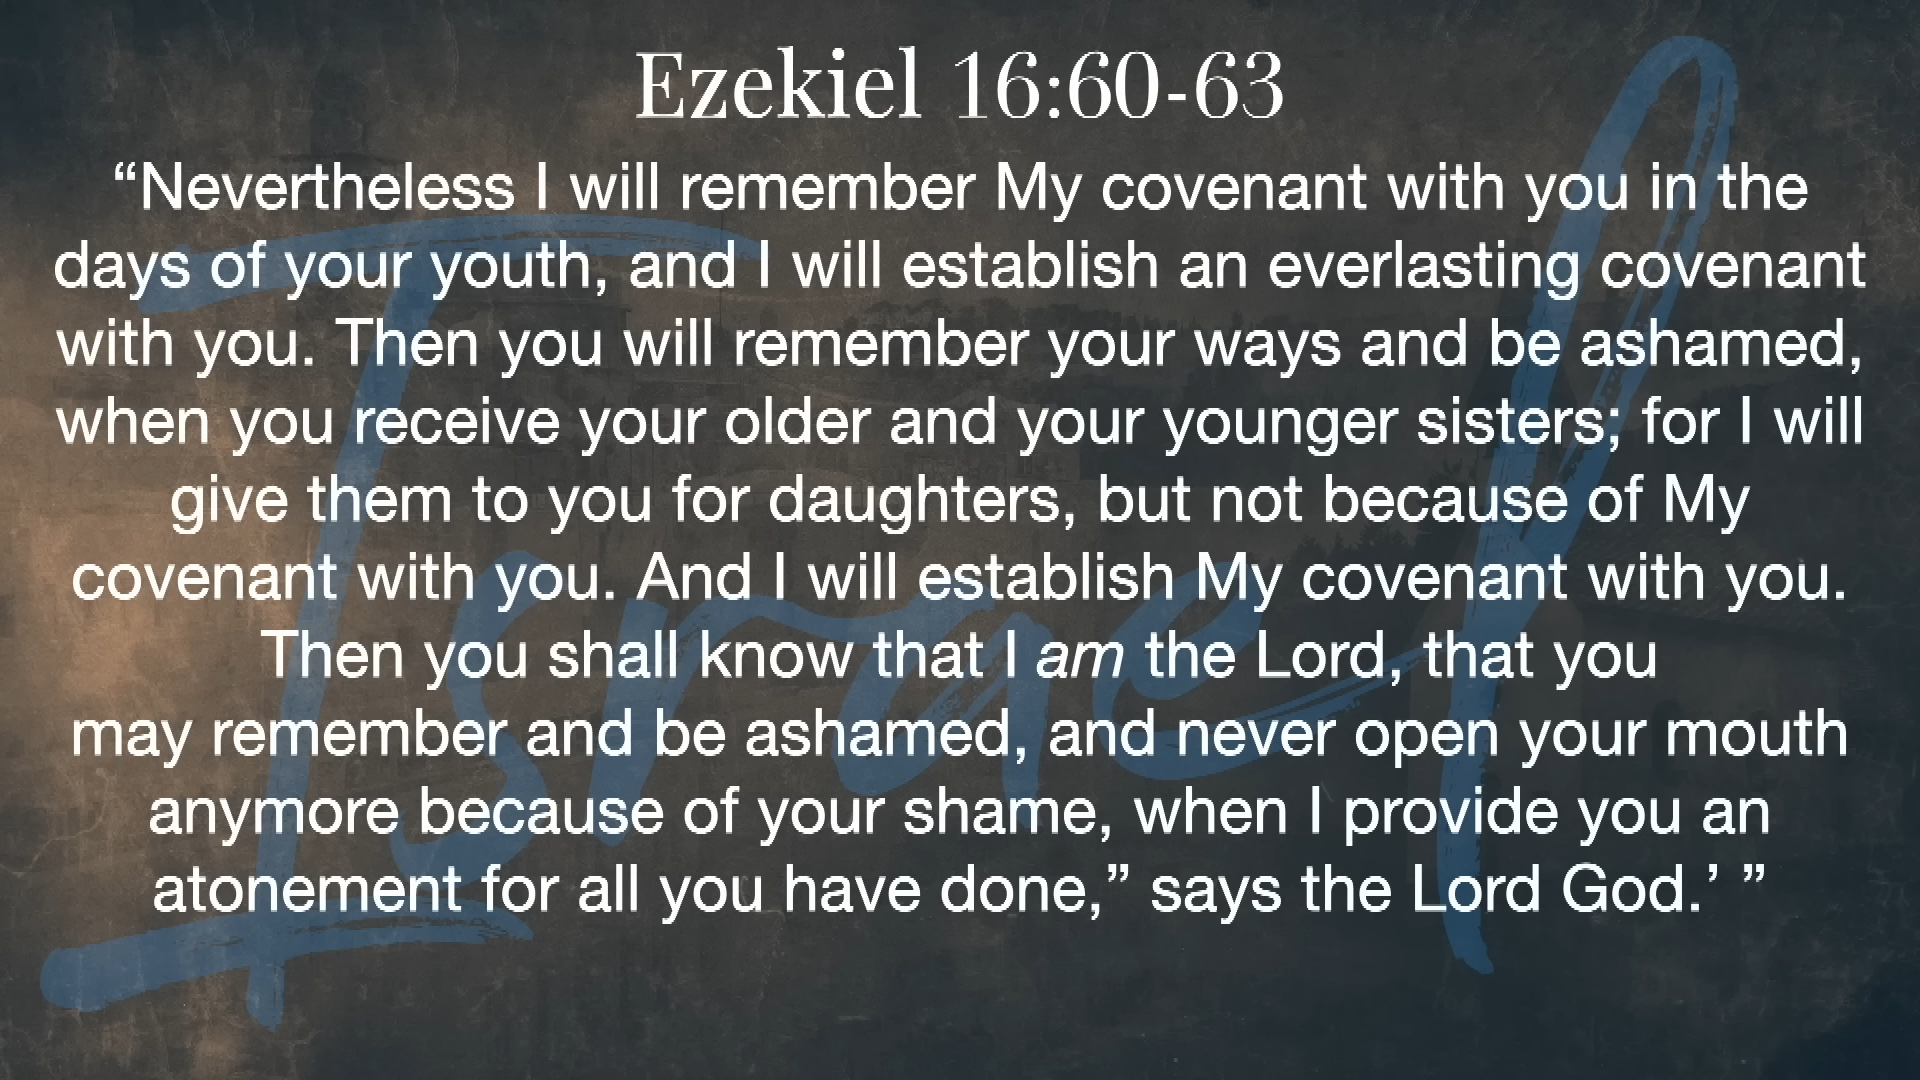 Ezekiel 16:60-63
“Nevertheless I will remember My covenant with you in the
days of your youth, and I will establish an everlasting covenant
with you. Then you will remember your ways and be ashamed,
when you receive your older and your younger sisters; for I will
give them to you for daughters, but not because of My
covenant with you. And I will establish My covenant with you.
Then you shall know that I am the Lord, that you
may remember and be ashamed, and never open your mouth
anymore because of your shame, when I provide you an
atonement for all you have done,” says the Lord God.’ ”
Israel